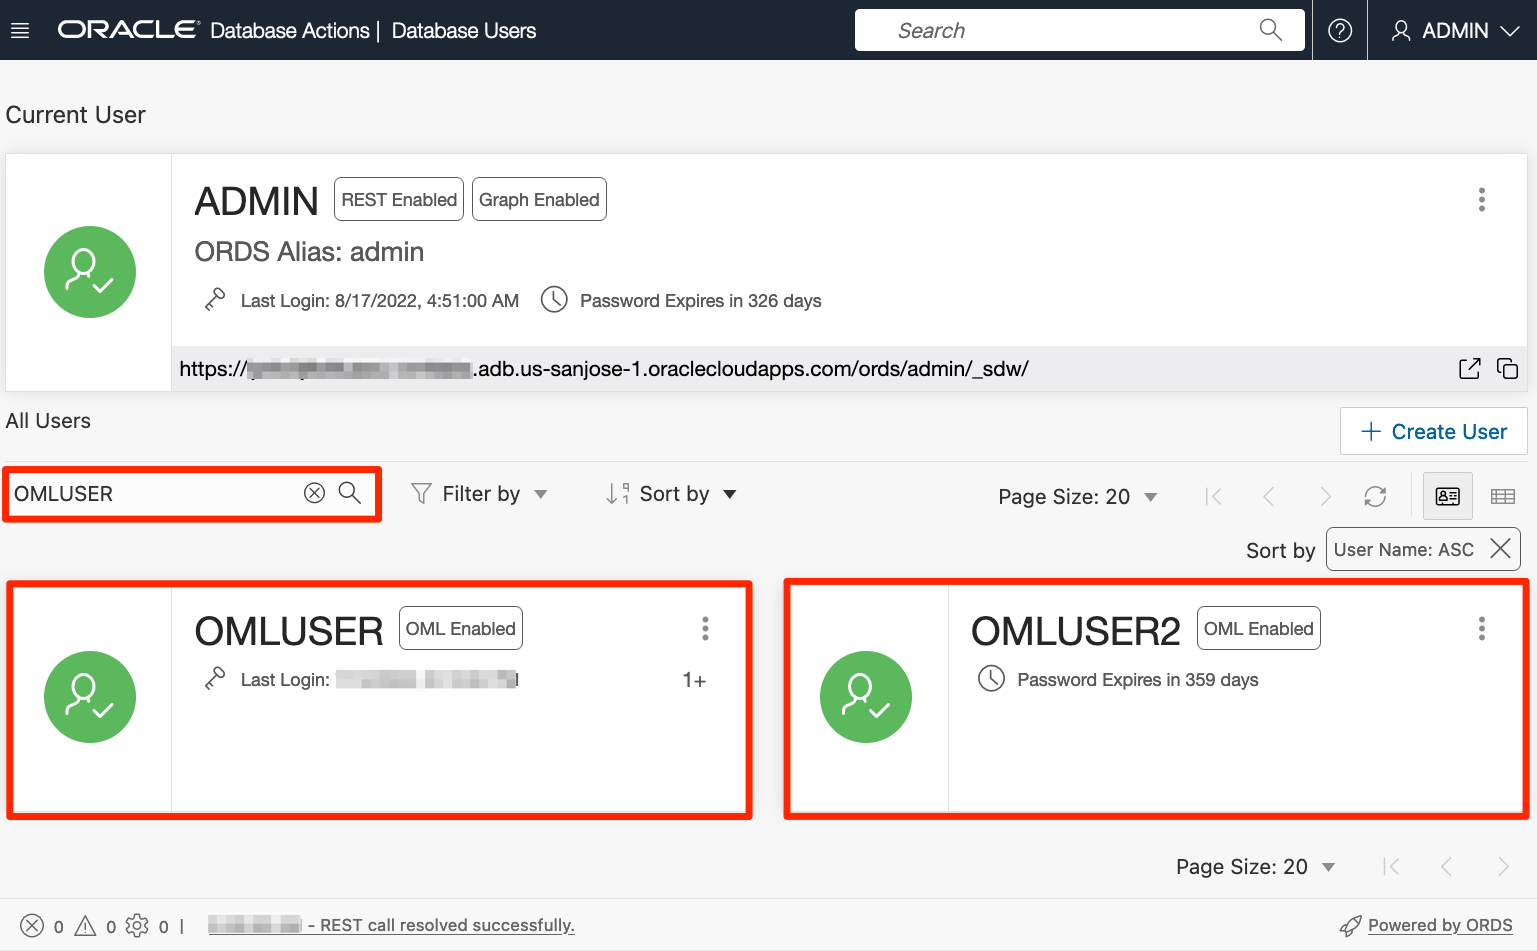 ORACLE Database Actions | Database Users
Search
ADMIN
Current User
ADMIN REST Enabled Graph Enabled
ORDS Alias: admin
Last Login: 8/17/2022, 4:51:00 AM Password Expires in 326 days
https:// .adb.us-sanjose-1.oraclecloudapps.com/ords/admin/_sdw/
All Users
+ Create User
OMLUSER Filter by Sort by Page Size: 20
Sort by User Name: ASC
OMLUSER OML Enabled
Last Login: 1+
OMLUSER2 OML Enabled
Password Expires in 359 days
Page Size: 20
0 0 0 | - REST call resolved successfully. Powered by ORDS